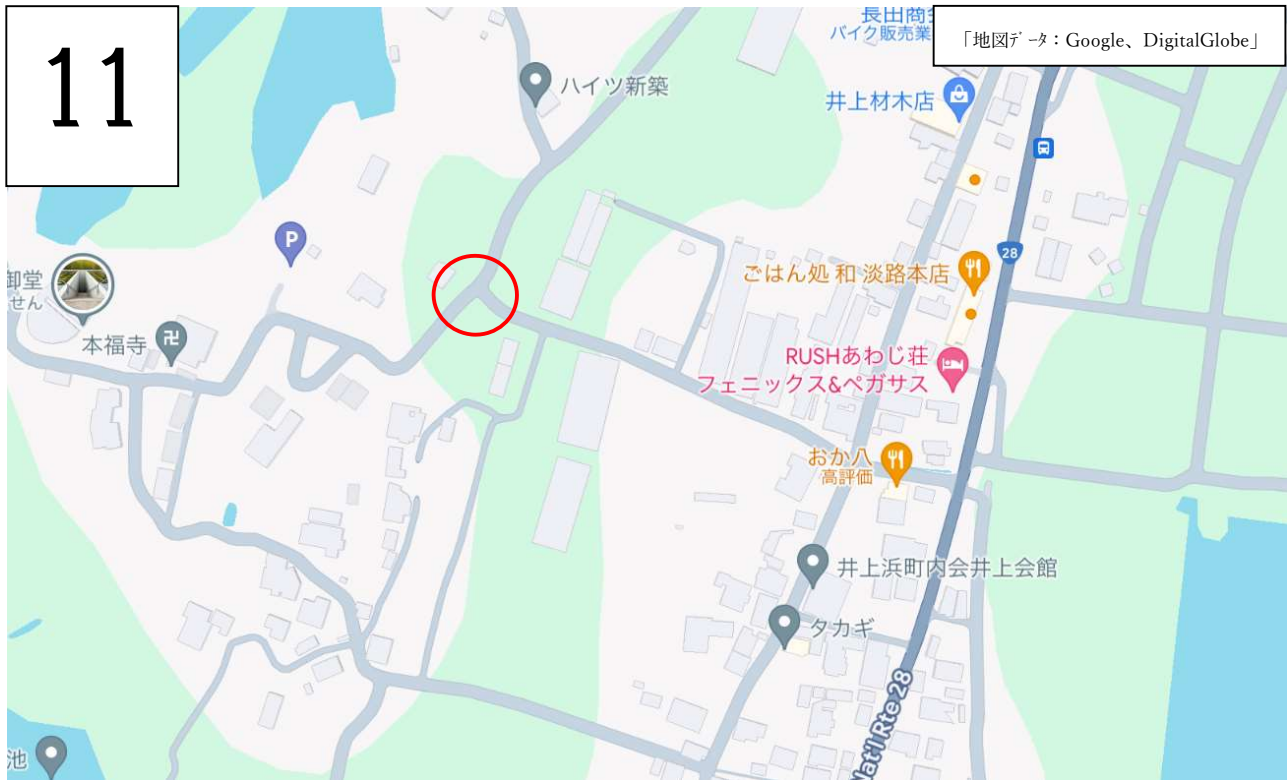 11
長田商会
バイク販売業
「地図データ：Google、DigitalGlobe」
ハイツ新築
井上材木店
P
28
御堂
せん
ごはん処 和 淡路本店
本福寺
RUSHあわじ荘
フェニックス&ペガサス
おか八
高評価
井上浜町内会井上会館
タカギ
Nat'l Rte 28
池